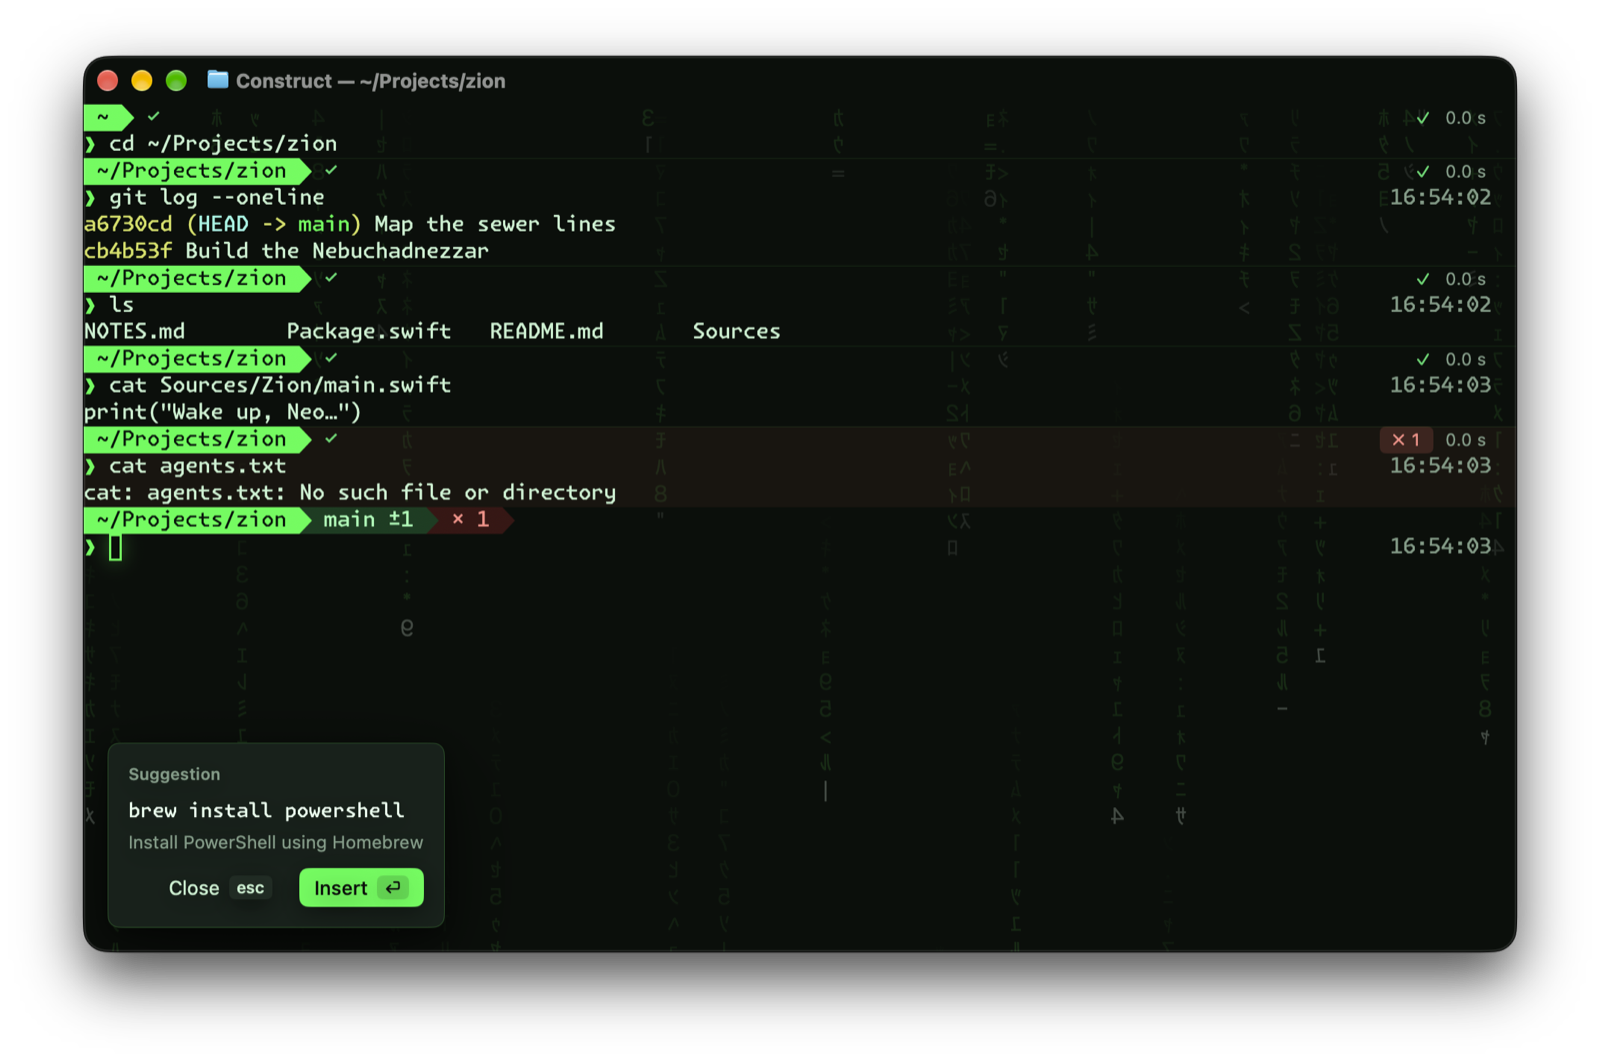 Construct — ~/Projects/zion
~ ✓ ✓ 0.0 s
❯ cd ~/Projects/zion
~/Projects/zion ✓ ✓ 0.0 s
❯ git log --oneline 16:54:02
a6730cd (HEAD -> main) Map the sewer lines
cb4b53f Build the Nebuchadnezzar
~/Projects/zion ✓ ✓ 0.0 s
❯ ls 16:54:02
NOTES.md Package.swift README.md Sources
~/Projects/zion ✓ ✓ 0.0 s
❯ cat Sources/Zion/main.swift 16:54:03
print("Wake up, Neo…")
~/Projects/zion ✓ × 1 0.0 s
❯ cat agents.txt 16:54:03
cat: agents.txt: No such file or directory
~/Projects/zion main ±1 × 1
❯ 16:54:03
Suggestion
brew install powershell
Install PowerShell using Homebrew
Close esc Insert ↩